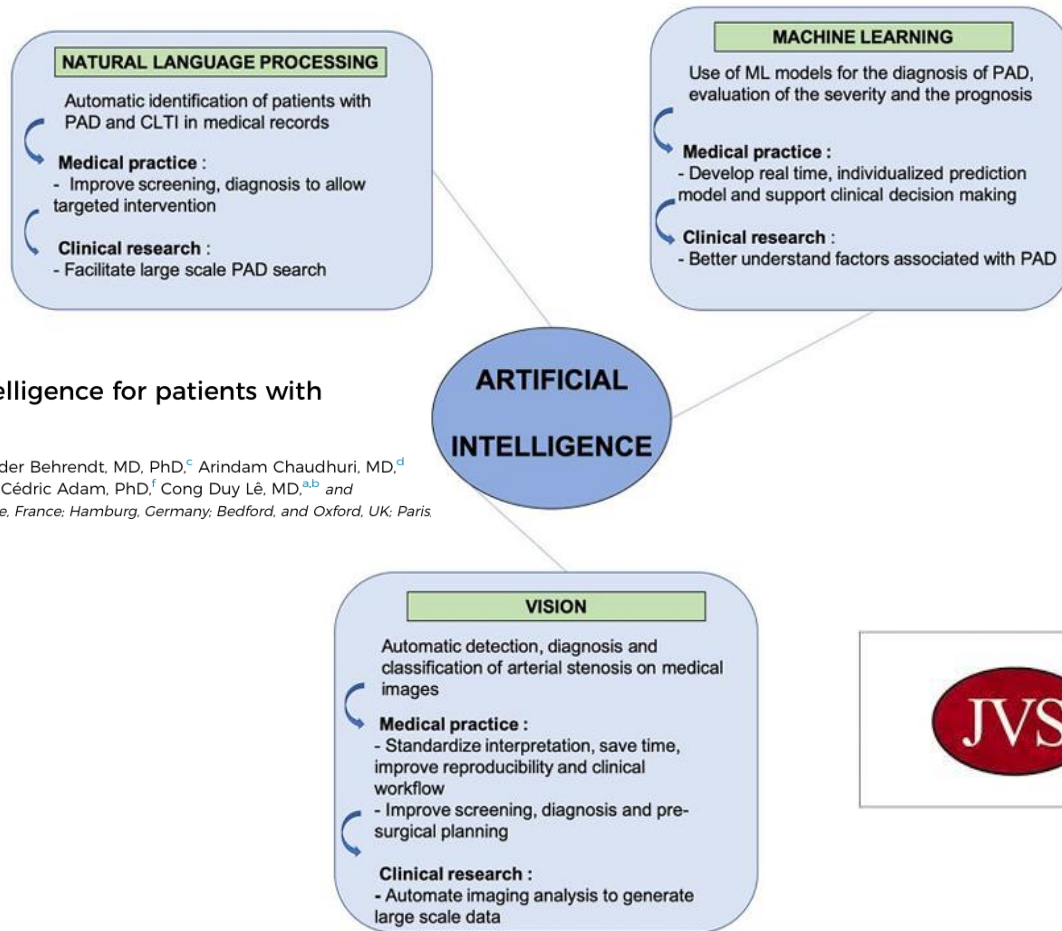 NATURAL LANGUAGE PROCESSING
Automatic identification of patients with
PAD and CLTI in medical records
Medical practice :
- Improve screening, diagnosis to allow
targeted intervention
Clinical research :
- Facilitate large scale PAD search
MACHINE LEARNING
Use of ML models for the diagnosis of PAD,
evaluation of the severity and the prognosis
Medical practice :
- Develop real time, individualized prediction
model and support clinical decision making
Clinical research :
- Better understand factors associated with PAD
ARTIFICIAL
INTELLIGENCE
elligence for patients with
der Behrendt, MD, PhD,c Arindam Chaudhuri, MD,d
Cédric Adam, PhD,f Cong Duy Lê, MD,a,b and
e, France; Hamburg, Germany; Bedford, and Oxford, UK; Paris,
VISION
Automatic detection, diagnosis and
classification of arterial stenosis on medical
images
Medical practice :
- Standardize interpretation, save time,
improve reproducibility and clinical
workflow
- Improve screening, diagnosis and pre-
surgical planning
Clinical research :
- Automate imaging analysis to generate
large scale data
JVS